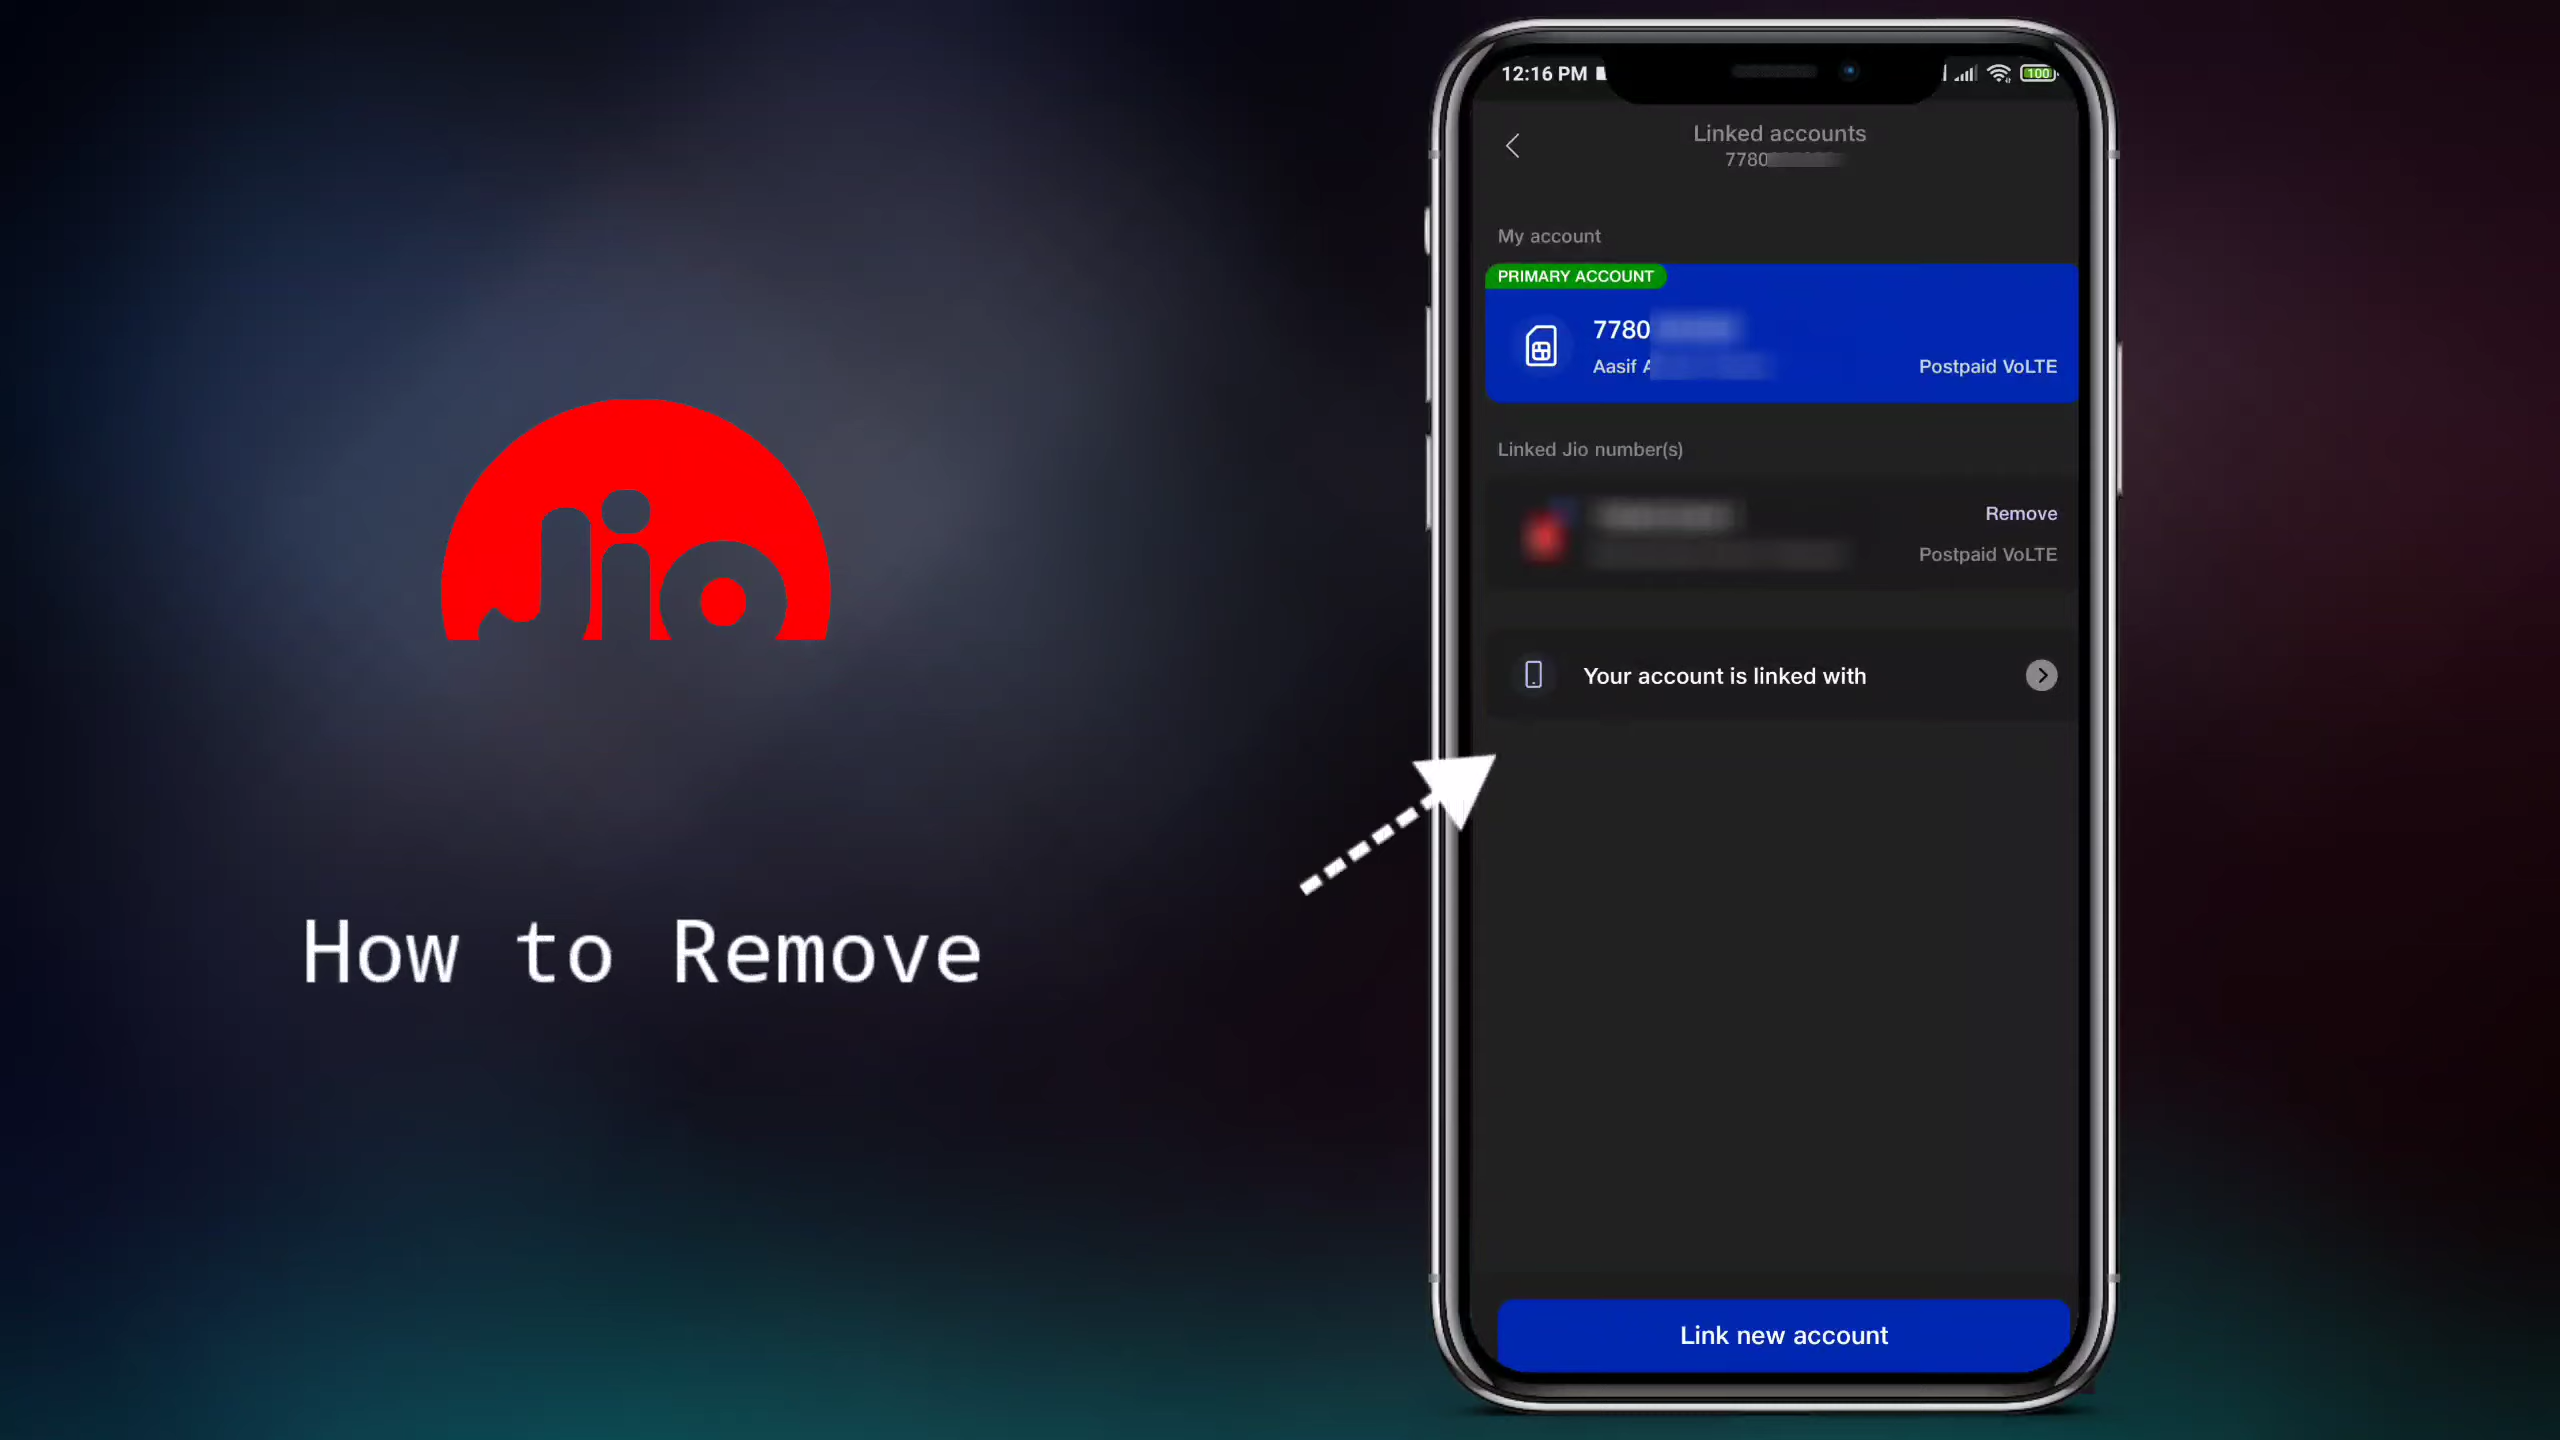 Jio
How to Remove
12:16 PM
100
Linked accounts
7780
My account
PRIMARY ACCOUNT
7780
Aasif A
Postpaid VoLTE
Linked Jio number(s)
Remove
Postpaid VoLTE
Your account is linked with
Link new account